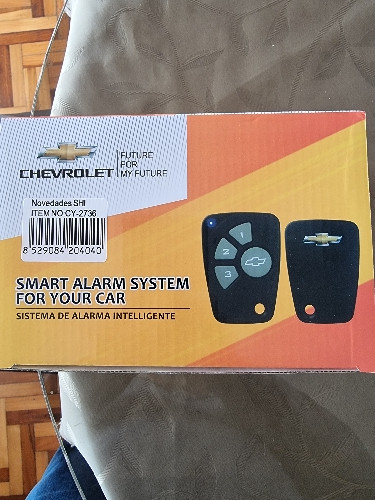 CHEVROLET
FUTURE
FOR
MY FUTURE
Novedades SHI
ITEM NO:CY-2736
8 529084 204040
SMART ALARM SYSTEM
FOR YOUR CAR
SISTEMA DE ALARMA INTELLIGENTE
1
2
3